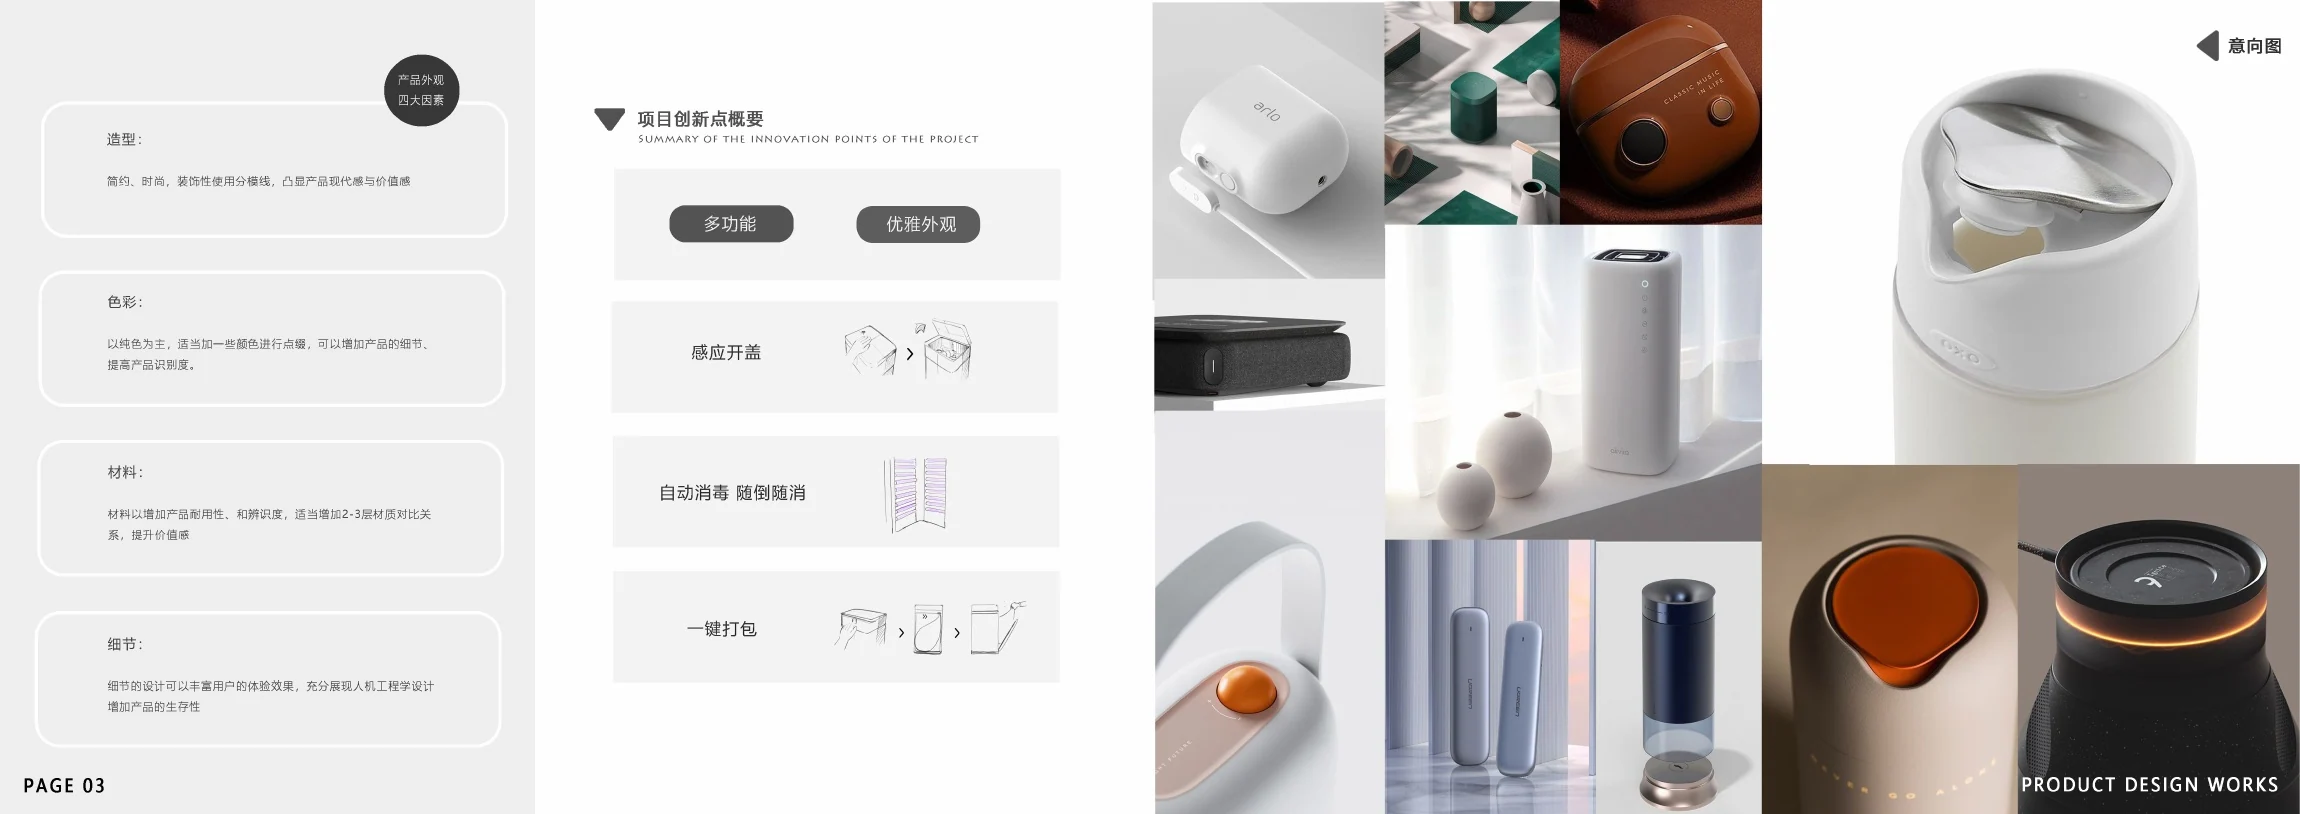 产品外观
四大因素
造型：
简约、时尚，装饰性使用分模线，凸显产品现代感与价值感
色彩：
以纯色为主，适当加一些颜色进行点缀，可以增加产品的细节、
提高产品识别度。
材料：
材料以增加产品耐用性、和辨识度，适当增加2-3层材质对比关
系，提升价值感
细节：
细节的设计可以丰富用户的体验效果，充分展现人机工程学设计
增加产品的生存性
PAGE 03
项目创新点概要
SUMMARY OF THE INNOVATION POINTS OF THE PROJECT
多功能
优雅外观
感应开盖
自动消毒 随倒随消
一键打包
意向图
arlo
CLASSIC MUSIC
IN LIFE
OXO
UGREEN
UGREEN
PRODUCT DESIGN WORKS